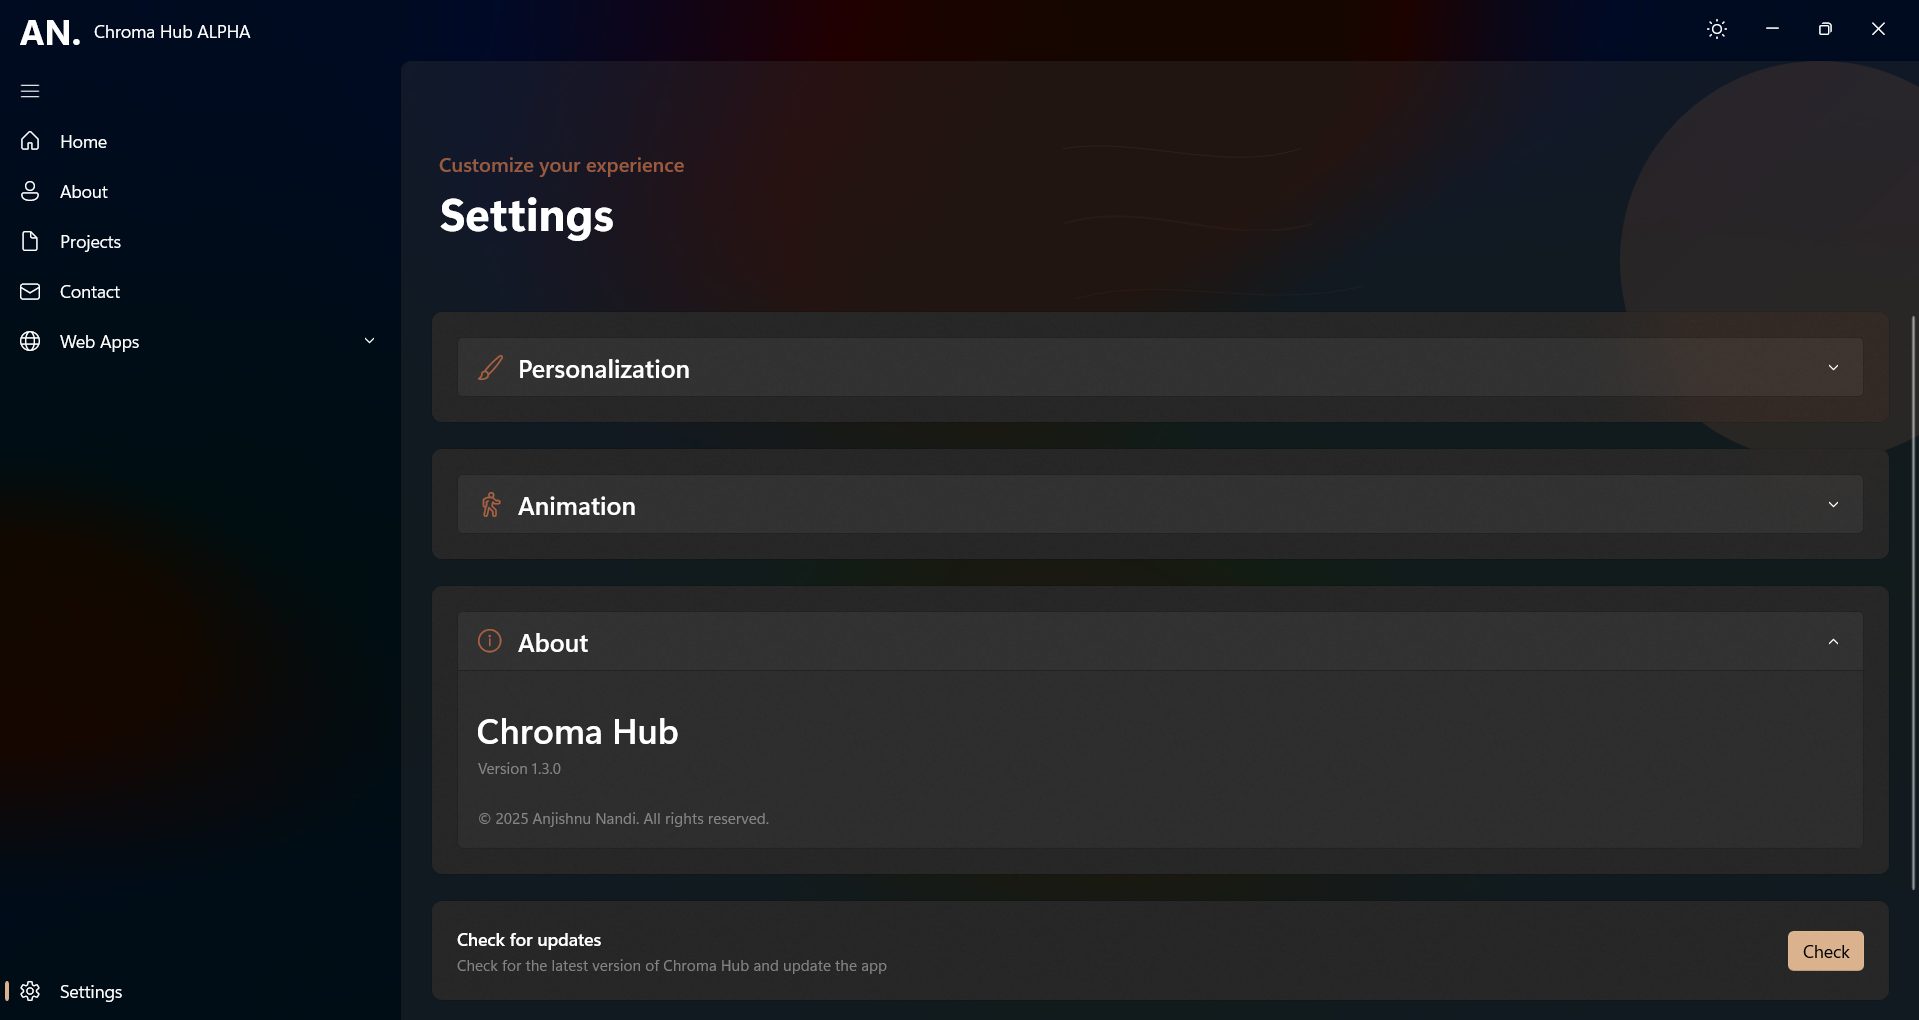 AN. Chroma Hub ALPHA
Home
About
Projects
Contact
Web Apps
Settings
Customize your experience
Settings
Personalization
Animation
About
Chroma Hub
Version 1.3.0
© 2025 Anjishnu Nandi. All rights reserved.
Check for updates
Check for the latest version of Chroma Hub and update the app
Check